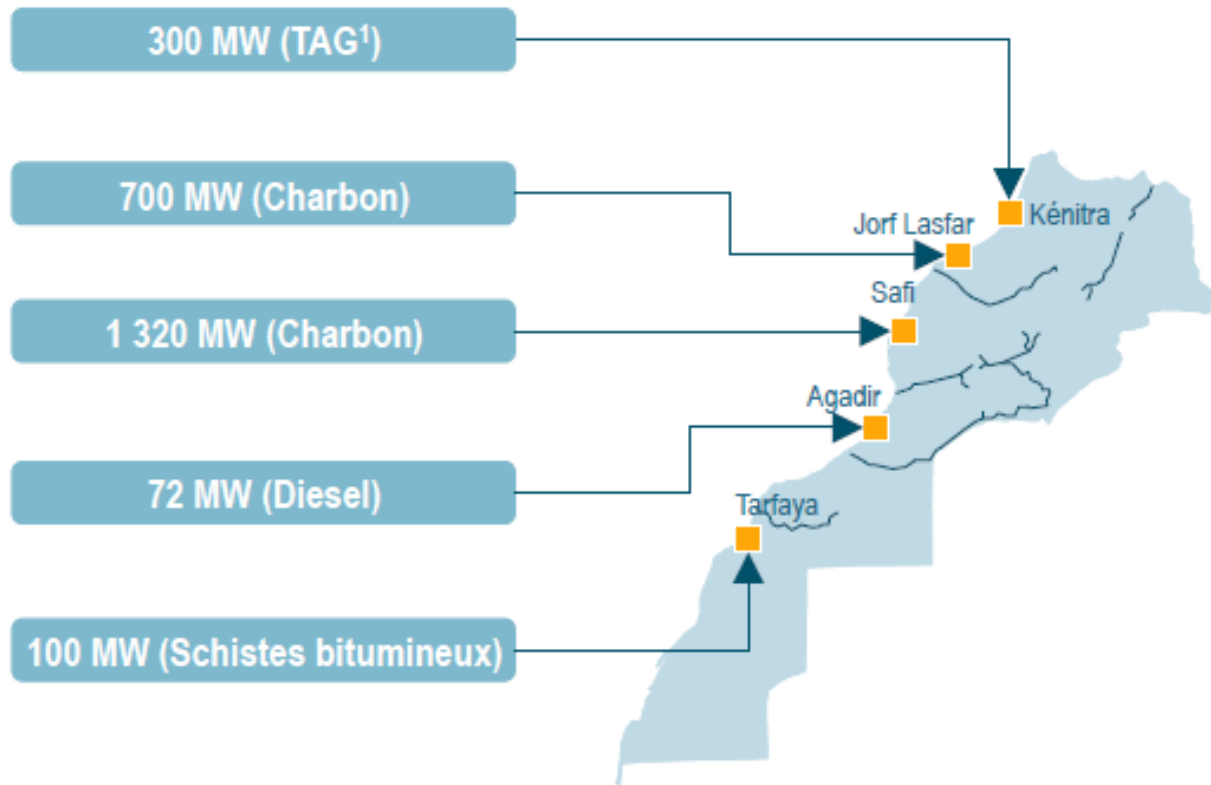 300 MW (TAG¹)
700 MW (Charbon)
1 320 MW (Charbon)
72 MW (Diesel)
100 MW (Schistes bitumineux)
Kénitra
Jorf Lasfar
Safi
Agadir
Tarfaya